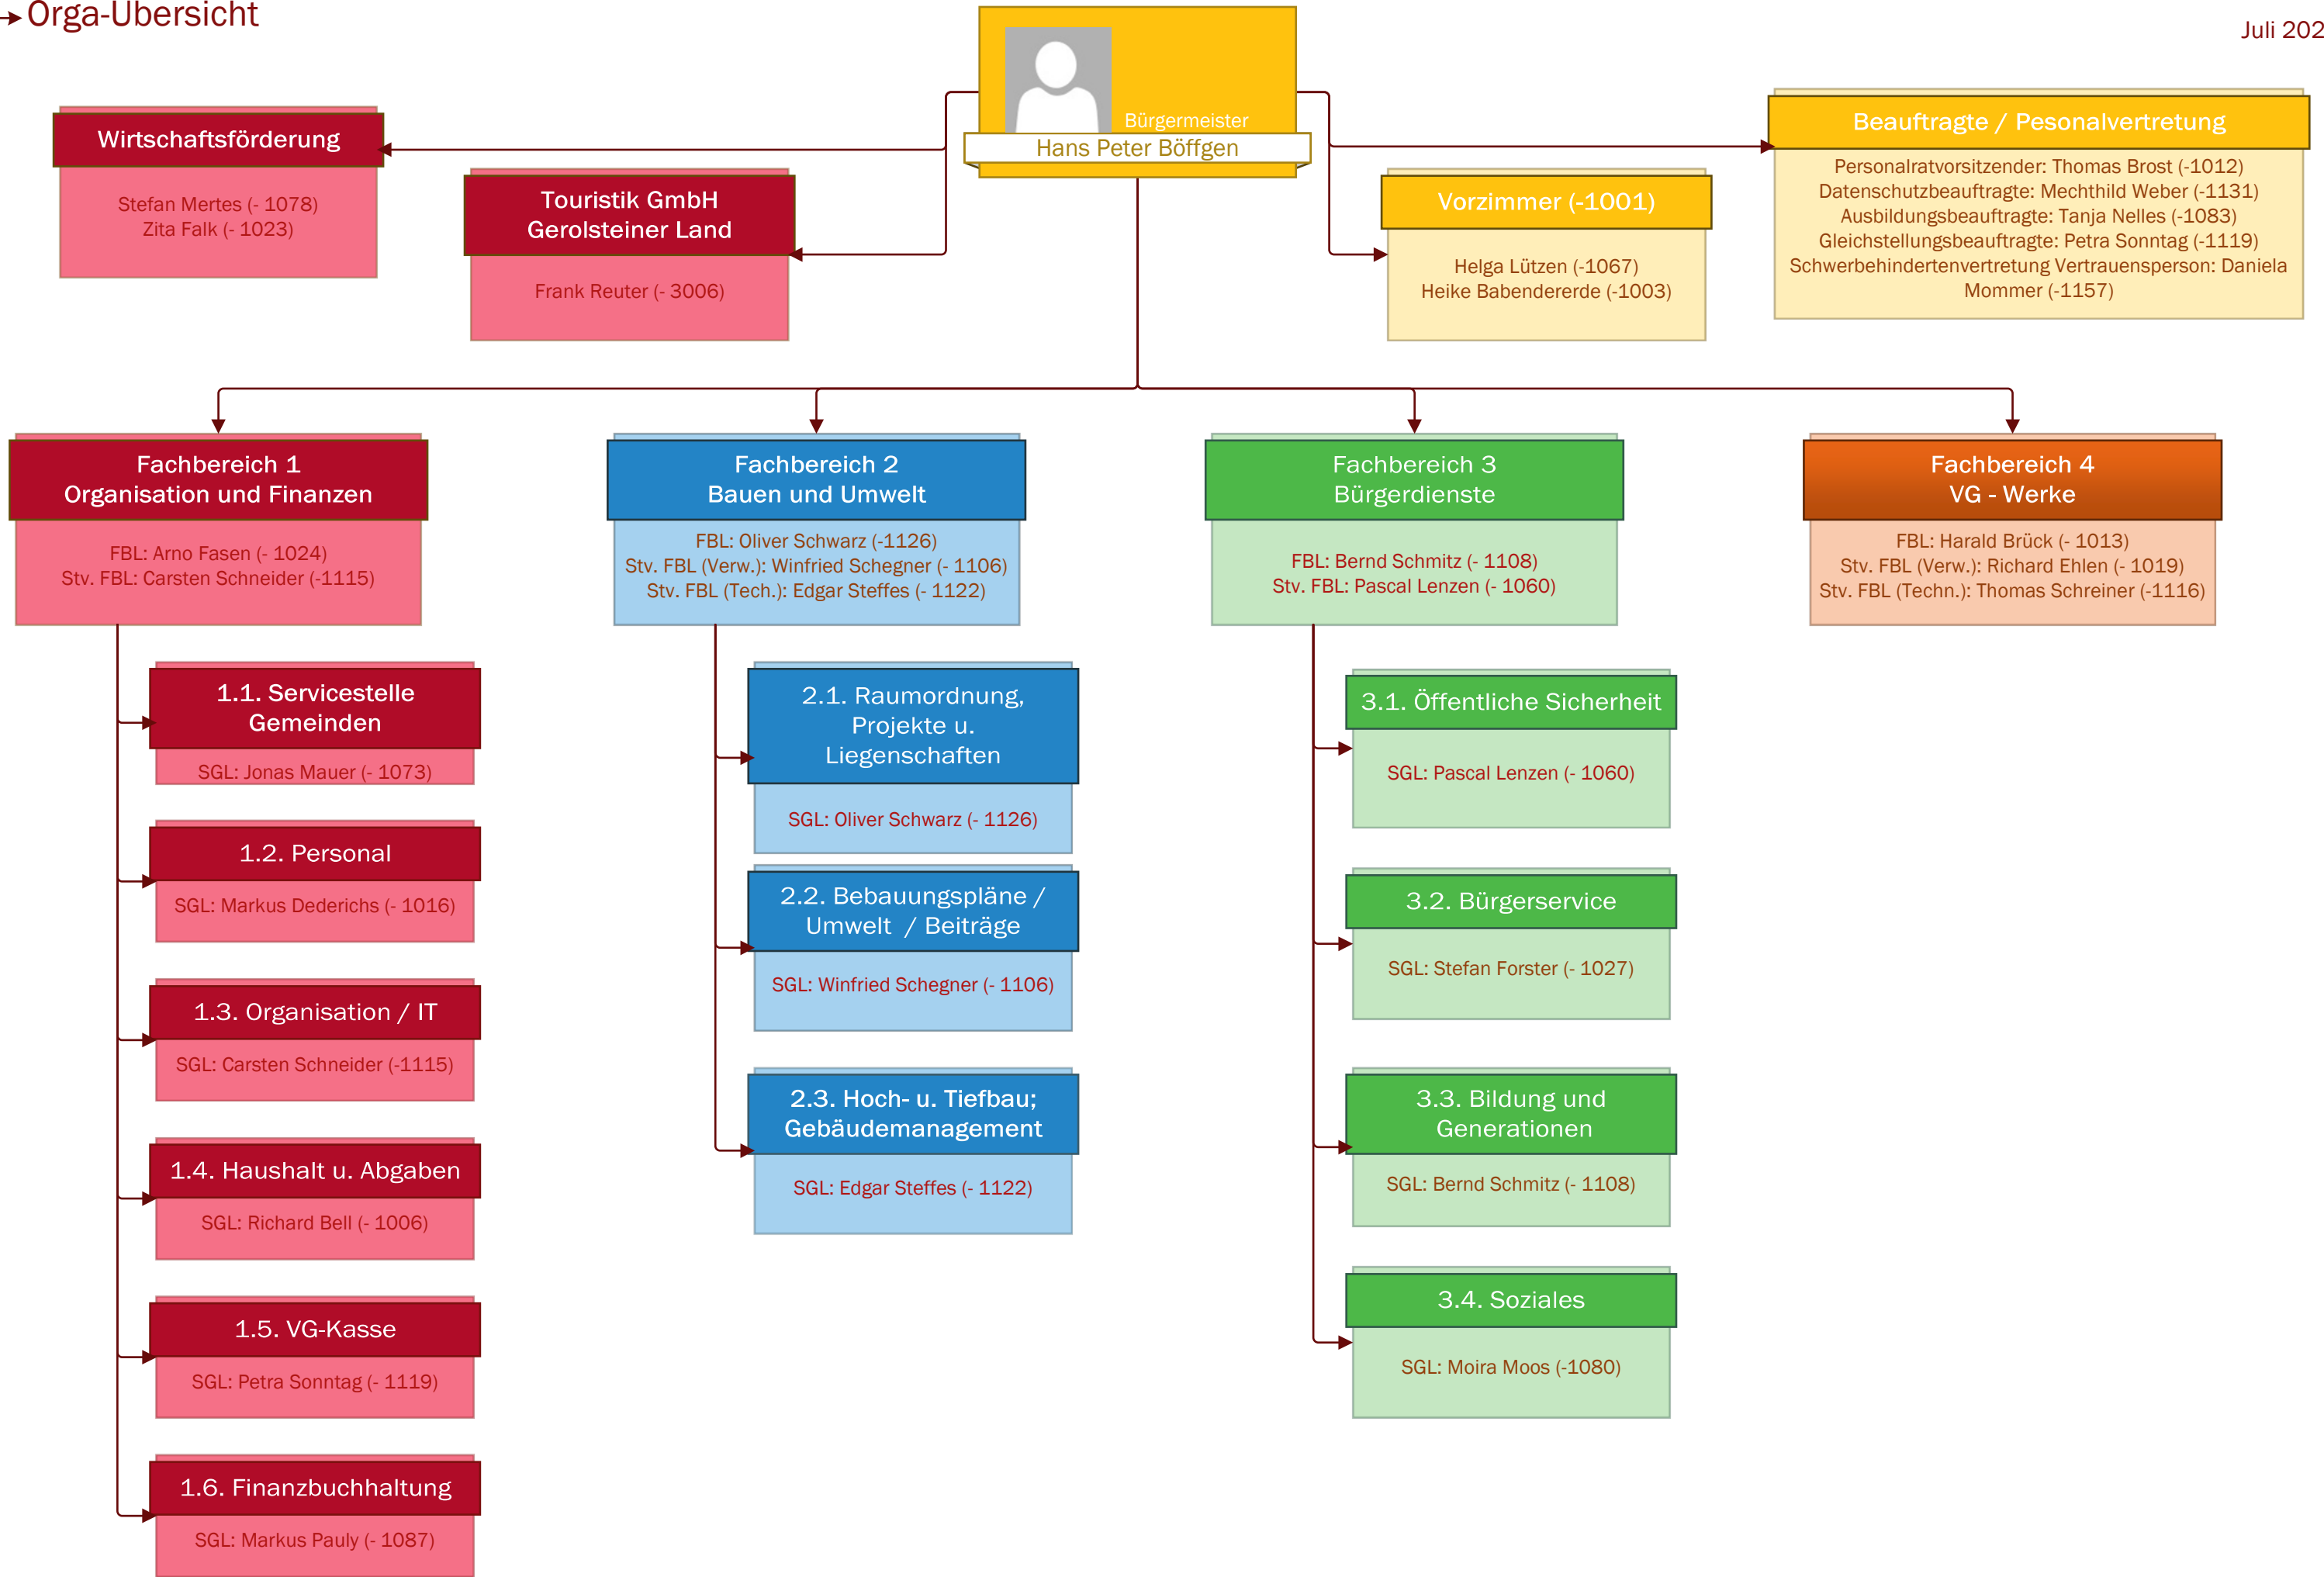 Orga-Übersicht
Juli 202
Bürgermeister
Hans Peter Böffgen
Wirtschaftsförderung
Stefan Mertes (- 1078)
Zita Falk (- 1023)
Touristik GmbH
Gerolsteiner Land
Frank Reuter (- 3006)
Vorzimmer (-1001)
Helga Lützen (-1067)
Heike Babendererde (-1003)
Beauftragte / Pesonalvertretung
Personalratvorsitzender: Thomas Brost (-1012)
Datenschutzbeauftragte: Mechthild Weber (-1131)
Ausbildungsbeauftragte: Tanja Nelles (-1083)
Gleichstellungsbeauftragte: Petra Sonntag (-1119)
Schwerbehindertenvertretung Vertrauensperson: Daniela
Mommer (-1157)
Fachbereich 1
Organisation und Finanzen
FBL: Arno Fasen (- 1024)
Stv. FBL: Carsten Schneider (-1115)
1.1. Servicestelle
Gemeinden
SGL: Jonas Mauer (- 1073)
1.2. Personal
SGL: Markus Dederichs (- 1016)
1.3. Organisation / IT
SGL: Carsten Schneider (-1115)
1.4. Haushalt u. Abgaben
SGL: Richard Bell (- 1006)
1.5. VG-Kasse
SGL: Petra Sonntag (- 1119)
1.6. Finanzbuchhaltung
SGL: Markus Pauly (- 1087)
Fachbereich 2
Bauen und Umwelt
FBL: Oliver Schwarz (-1126)
Stv. FBL (Verw.): Winfried Schegner (- 1106)
Stv. FBL (Tech.): Edgar Steffes (- 1122)
2.1. Raumordnung,
Projekte u.
Liegenschaften
SGL: Oliver Schwarz (- 1126)
2.2. Bebauungspläne /
Umwelt / Beiträge
SGL: Winfried Schegner (- 1106)
2.3. Hoch- u. Tiefbau;
Gebäudemanagement
SGL: Edgar Steffes (- 1122)
Fachbereich 3
Bürgerdienste
FBL: Bernd Schmitz (- 1108)
Stv. FBL: Pascal Lenzen (- 1060)
3.1. Öffentliche Sicherheit
SGL: Pascal Lenzen (- 1060)
3.2. Bürgerservice
SGL: Stefan Forster (- 1027)
3.3. Bildung und
Generationen
SGL: Bernd Schmitz (- 1108)
3.4. Soziales
SGL: Moira Moos (-1080)
Fachbereich 4
VG - Werke
FBL: Harald Brück (- 1013)
Stv. FBL (Verw.): Richard Ehlen (- 1019)
Stv. FBL (Techn.): Thomas Schreiner (-1116)